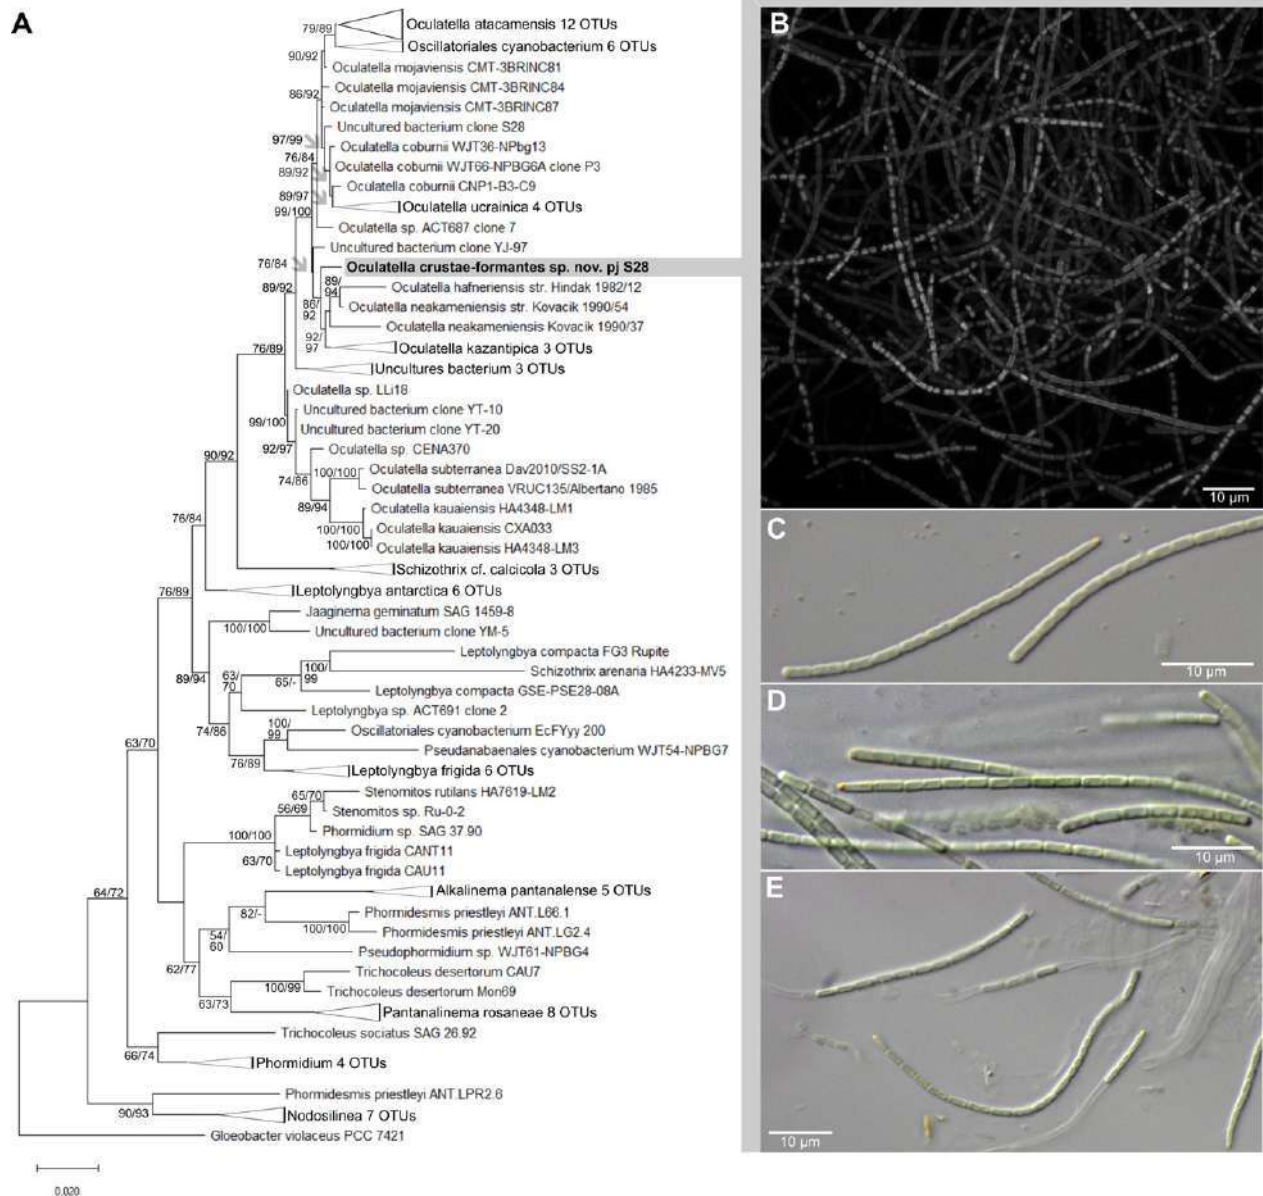 A
79/89
Oculatella atacamensis 12 OTUs
Oscillatoriales cyanobacterium 6 OTUs
90/92
Oculatella mojaviensis CMT-3BRINC81
Oculatella mojaviensis CMT-3BRINC84
86/92
Oculatella mojaviensis CMT-3BRINC87
Uncultured bacterium clone S28
97/99
Oculatella coburnii WJT36-NPbg13
76/84
Oculatella coburnii WJT66-NPBG6A clone P3
89/92
Oculatella coburnii CNP1-B3-C9
89/97
Oculatella ucrainica 4 OTUs
99/100
Oculatella sp. ACT687 clone 7
Uncultured bacterium clone YJ-97
76/84
Oculatella crustae-formantes sp. nov. pj S28
89/
94
Oculatella hafneriensis str. Hindak 1982/12
89/92
86/
92
Oculatella neakameniensis str. Kovacik 1990/54
Oculatella neakameniensis Kovacik 1990/37
92/
97
Oculatella kazantipica 3 OTUs
76/89
Uncultures bacterium 3 OTUs
Oculatella sp. LLi18
Uncultured bacterium clone YT-10
99/100
Uncultured bacterium clone YT-20
92/97
Oculatella sp. CENA370
90/92
100/100
Oculatella subterranea Dav2010/SS2-1A
74/86
Oculatella subterranea VRUC135/Albertano 1985
89/94
Oculatella kauaiensis HA4348-LM1
76/84
100/100
Oculatella kauaiensis CXA033
100/100
Oculatella kauaiensis HA4348-LM3
Schizothrix cf. calcicola 3 OTUs
76/89
Leptolyngbya antarctica 6 OTUs
Jaaginema geminatum SAG 1459-8
100/100
Uncultured bacterium clone YM-5
Leptolyngbya compacta FG3 Rupite
100/
99
Schizothrix arenaria HA4233-MV5
89/94
63/
70
65/-
Leptolyngbya compacta GSE-PSE28-08A
Leptolyngbya sp. ACT691 clone 2
74/86
100/
99
Oscillatoriales cyanobacterium EcFYyy 200
63/70
Pseudanabaenales cyanobacterium WJT54-NPBG7
76/89
Leptolyngbya frigida 6 OTUs
65/70
Stenomitos rutilans HA7619-LM2
56/69
Stenomitos sp. Ru-0-2
Phormidium sp. SAG 37.90
100/100
Leptolyngbya frigida CANT11
63/70
Leptolyngbya frigida CAU11
64/72
Alkalinema pantanalense 5 OTUs
82/-
Phormidesmis priestleyi ANT.L66.1
100/100
Phormidesmis priestleyi ANT.LG2.4
54/
60
Pseudophormidium sp. WJT61-NPBG4
62/77
Trichocoleus desertorum CAU7
100/99
Trichocoleus desertorum Mon69
63/73
Pantanalinema rosaneae 8 OTUs
Trichocoleus sociatus SAG 26.92
66/74
Phormidium 4 OTUs
Phormidesmis priestleyi ANT.LPR2.6
90/93
Nodosilinea 7 OTUs
Gloeobacter violaceus PCC 7421
0.020
B
10 µm
C
10 µm
D
10 µm
E
10 µm